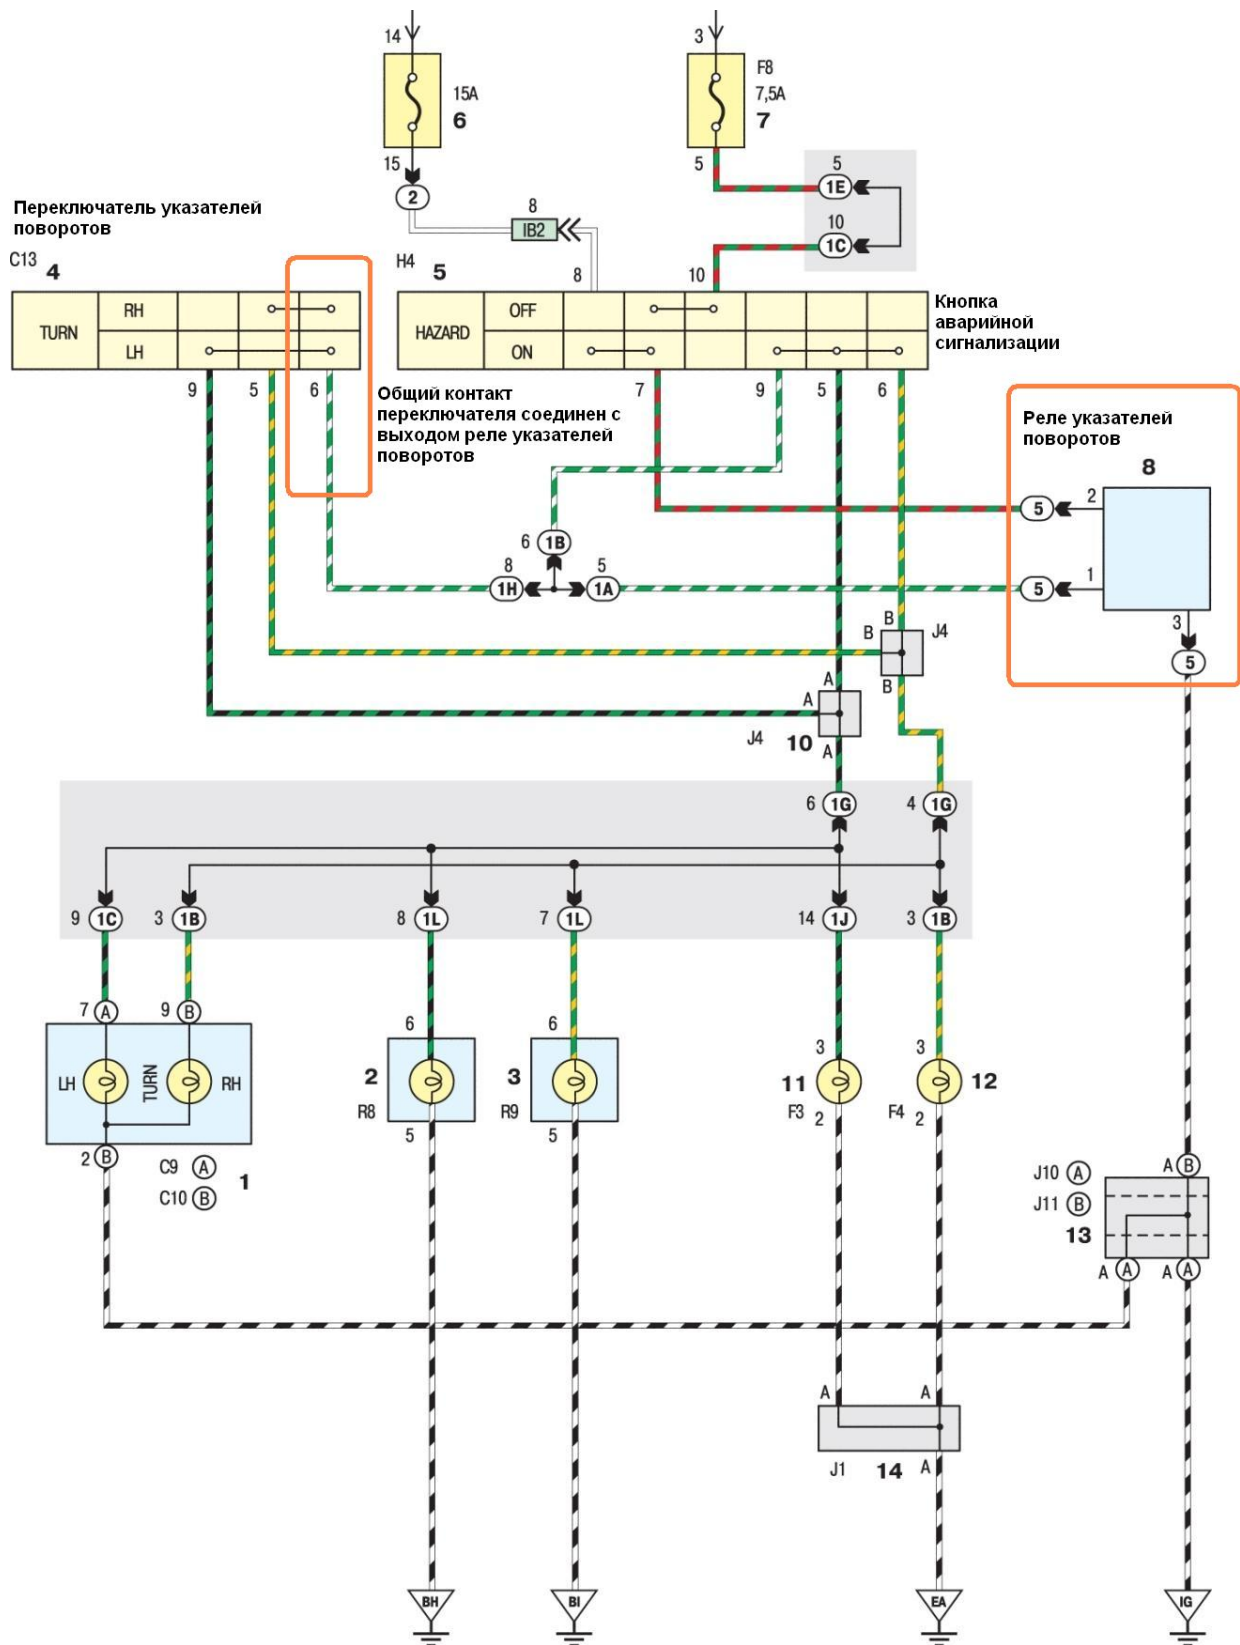 14
3
15A
6
F8
7,5A
7
15
5
5
2
1E
8
IB2
10
1C
Переключатель указателей
поворотов
C13
4
H4
5
8
10
TURN
RH
LH
HAZARD
OFF
ON
Кнопка
аварийной
сигнализации
9
5
6
7
9
5
6
Общий контакт
переключателя соединен с
выходом реле указателей
поворотов
Реле указателей
поворотов
8
5
2
6
1B
8
1H
5
1A
5
1
3
5
B
B
J4
B
A
A
J4
10
A
6
1G
4
1G
9
1C
3
1B
8
1L
7
1L
14
1J
3
1B
7
A
9
B
LH
TURN
RH
2
B
C9
A
C10
B
1
6
2
R8
5
6
3
R9
5
3
11
F3
2
3
12
F4
2
J10
A
J11
B
13
A
B
A
A
A
A
A
A
J1
14
A
BH
BI
EA
IG